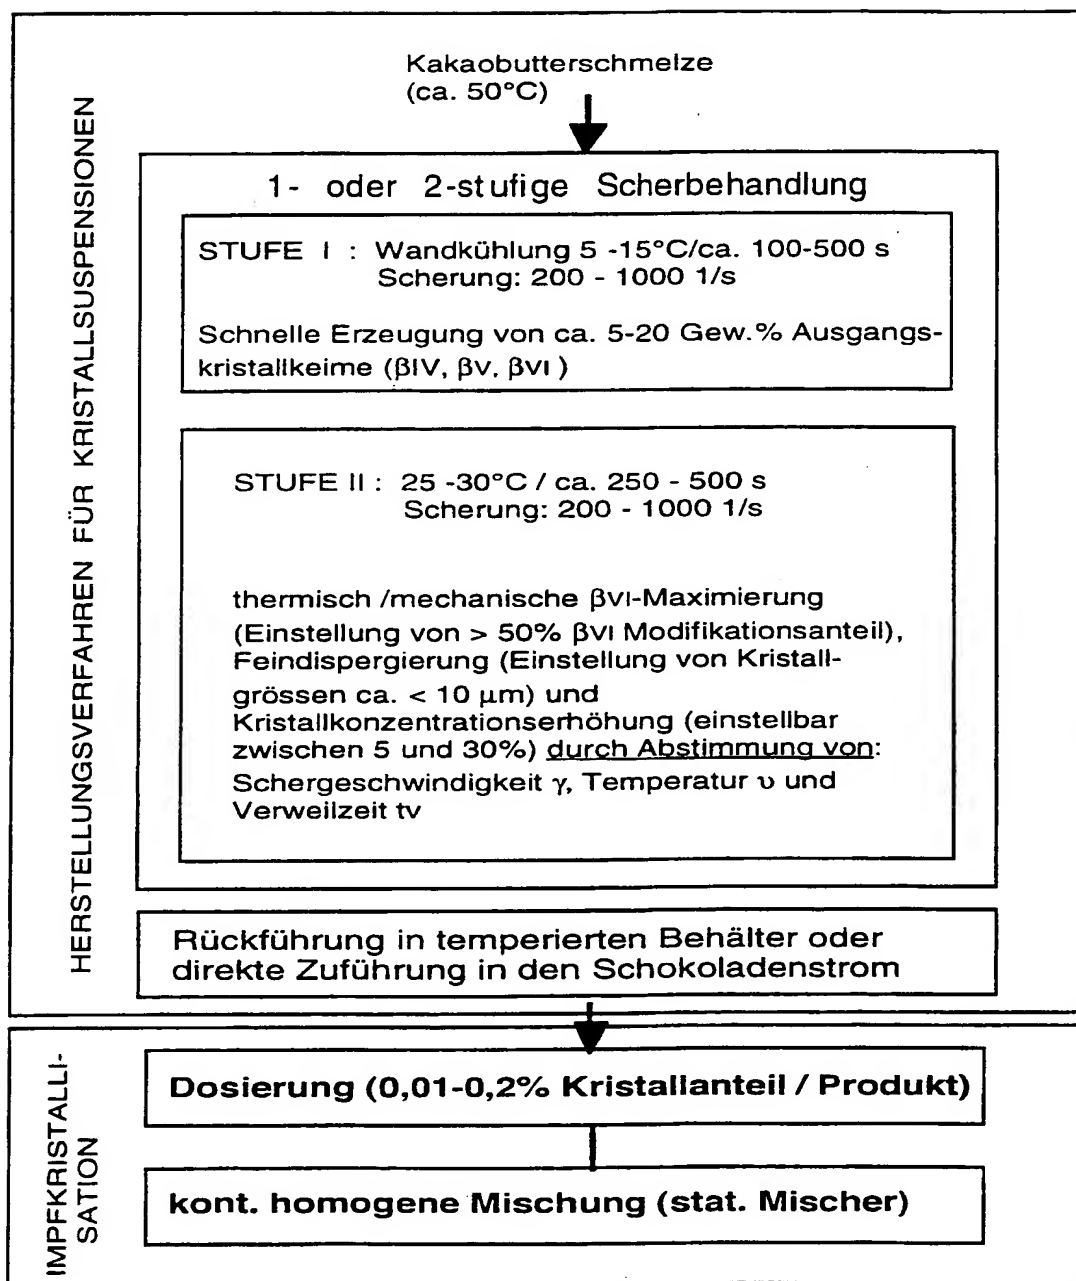 HERSTELLUNGSVERFAHREN FÜR KRISTALLSUSPENSIONEN
Kakaobutterschmelze
(ca. 50°C)
1- oder 2-stufige Scherbehandlung
STUFE I : Wandkühlung 5 -15°C/ca. 100-500 s
Scherung: 200 - 1000 1/s
Schnelle Erzeugung von ca. 5-20 Gew.% Ausgangs-
kristallkeime (βIV, βV, βVI )
STUFE II : 25 -30°C / ca. 250 - 500 s
Scherung: 200 - 1000 1/s
thermisch /mechanische βVI-Maximierung
(Einstellung von > 50% βVI Modifikationsanteil),
Feindispergierung (Einstellung von Kristall-
grössen ca. < 10 µm) und
Kristallkonzentrationserhöhung (einstellbar
zwischen 5 und 30%) durch Abstimmung von:
Schergeschwindigkeit γ, Temperatur υ und
Verweilzeit tv
Rückführung in temperierten Behälter oder
direkte Zuführung in den Schokoladenstrom
IMPFKRISTALLI-
SATION
Dosierung (0,01-0,2% Kristallanteil / Produkt)
kont. homogene Mischung (stat. Mischer)